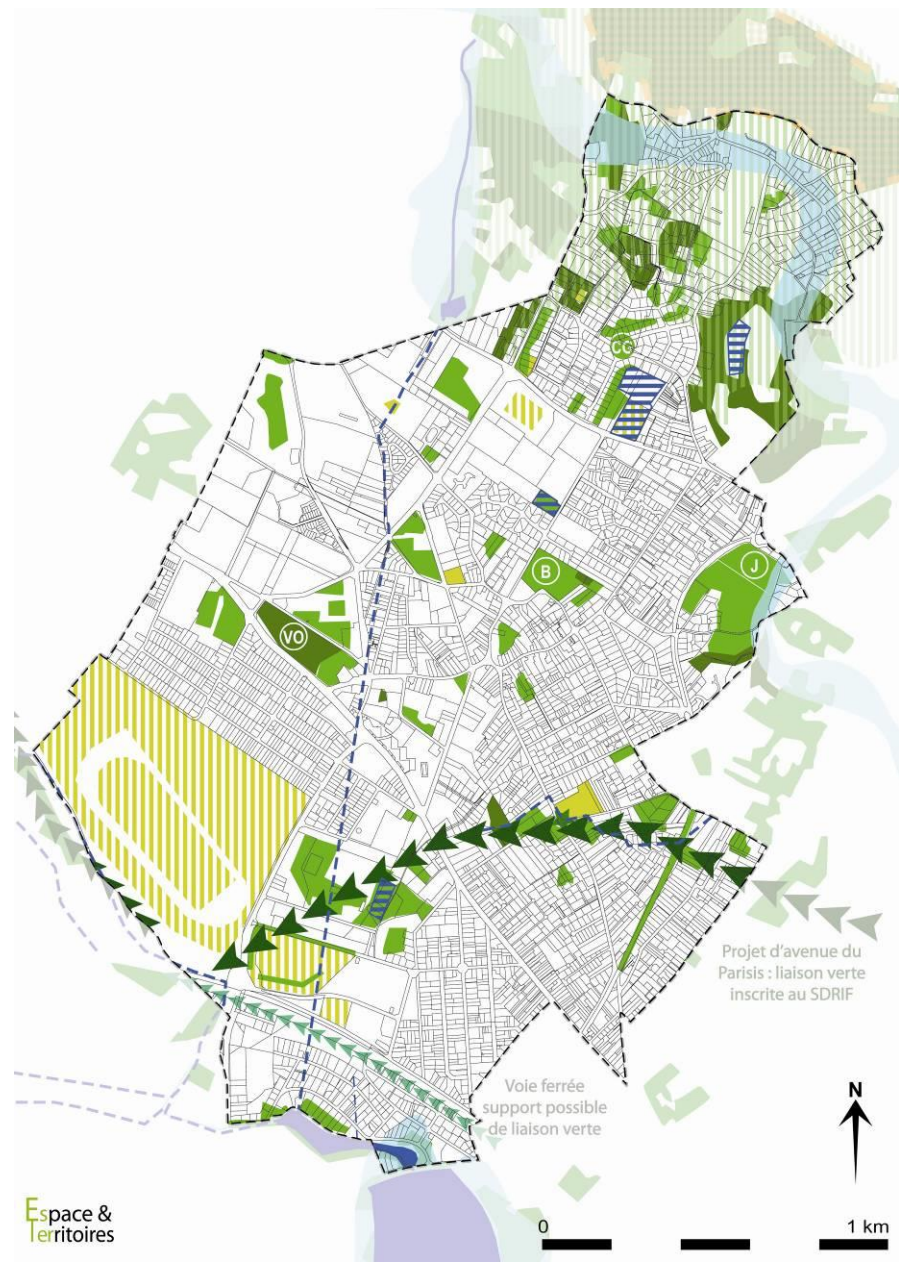 CG
B
J
VO
Projet d'avenue du
Parisis : liaison verte
inscrite au SDRIF
Voie ferrée
support possible
de liaison verte
N
Espace &
Territoires
0
1 km